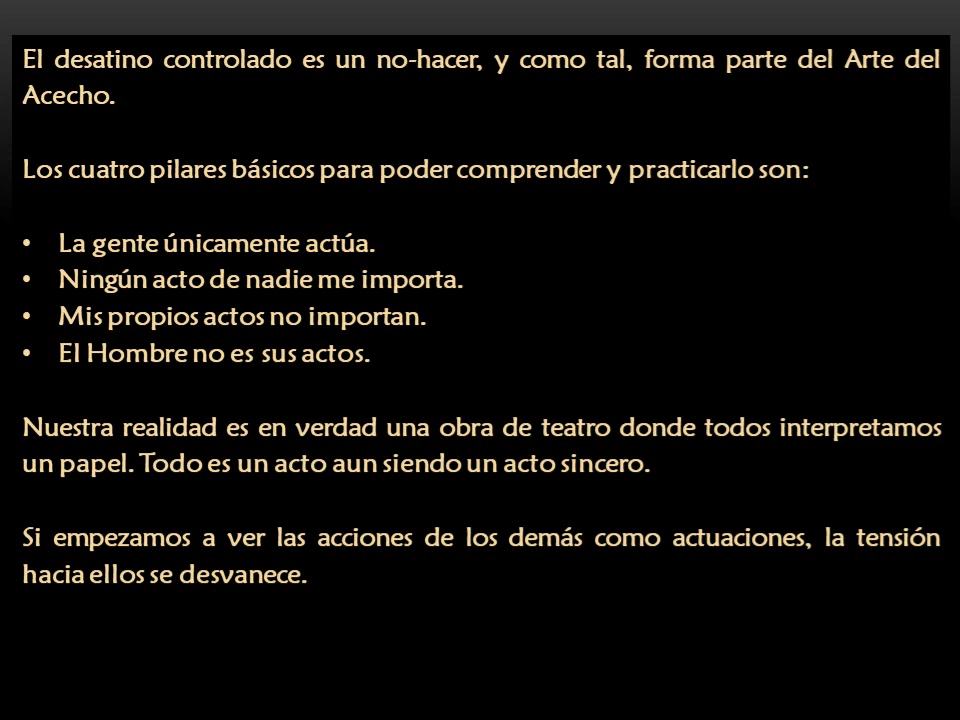 El desatino controlado es un no-hacer, y como tal, forma parte del Arte del
Acecho.
Los cuatro pilares básicos para poder comprender y practicarlo son:
• La gente únicamente actúa.
• Ningún acto de nadie me importa.
• Mis propios actos no importan.
• El Hombre no es sus actos.
Nuestra realidad es en verdad una obra de teatro donde todos interpretamos
un papel. Todo es un acto aun siendo un acto sincero.
Si empezamos a ver las acciones de los demás como actuaciones, la tensión
hacia ellos se desvanece.